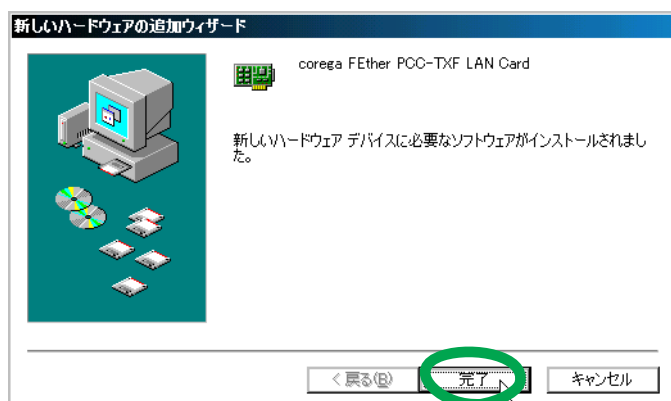 新しいハードウェアの追加ウィザード
corega FEther PCC-TXF LAN Card
新しいハードウェア デバイスに必要なソフトウェアがインストールされまし
た。
< 戻る(B)
完了
キャンセル